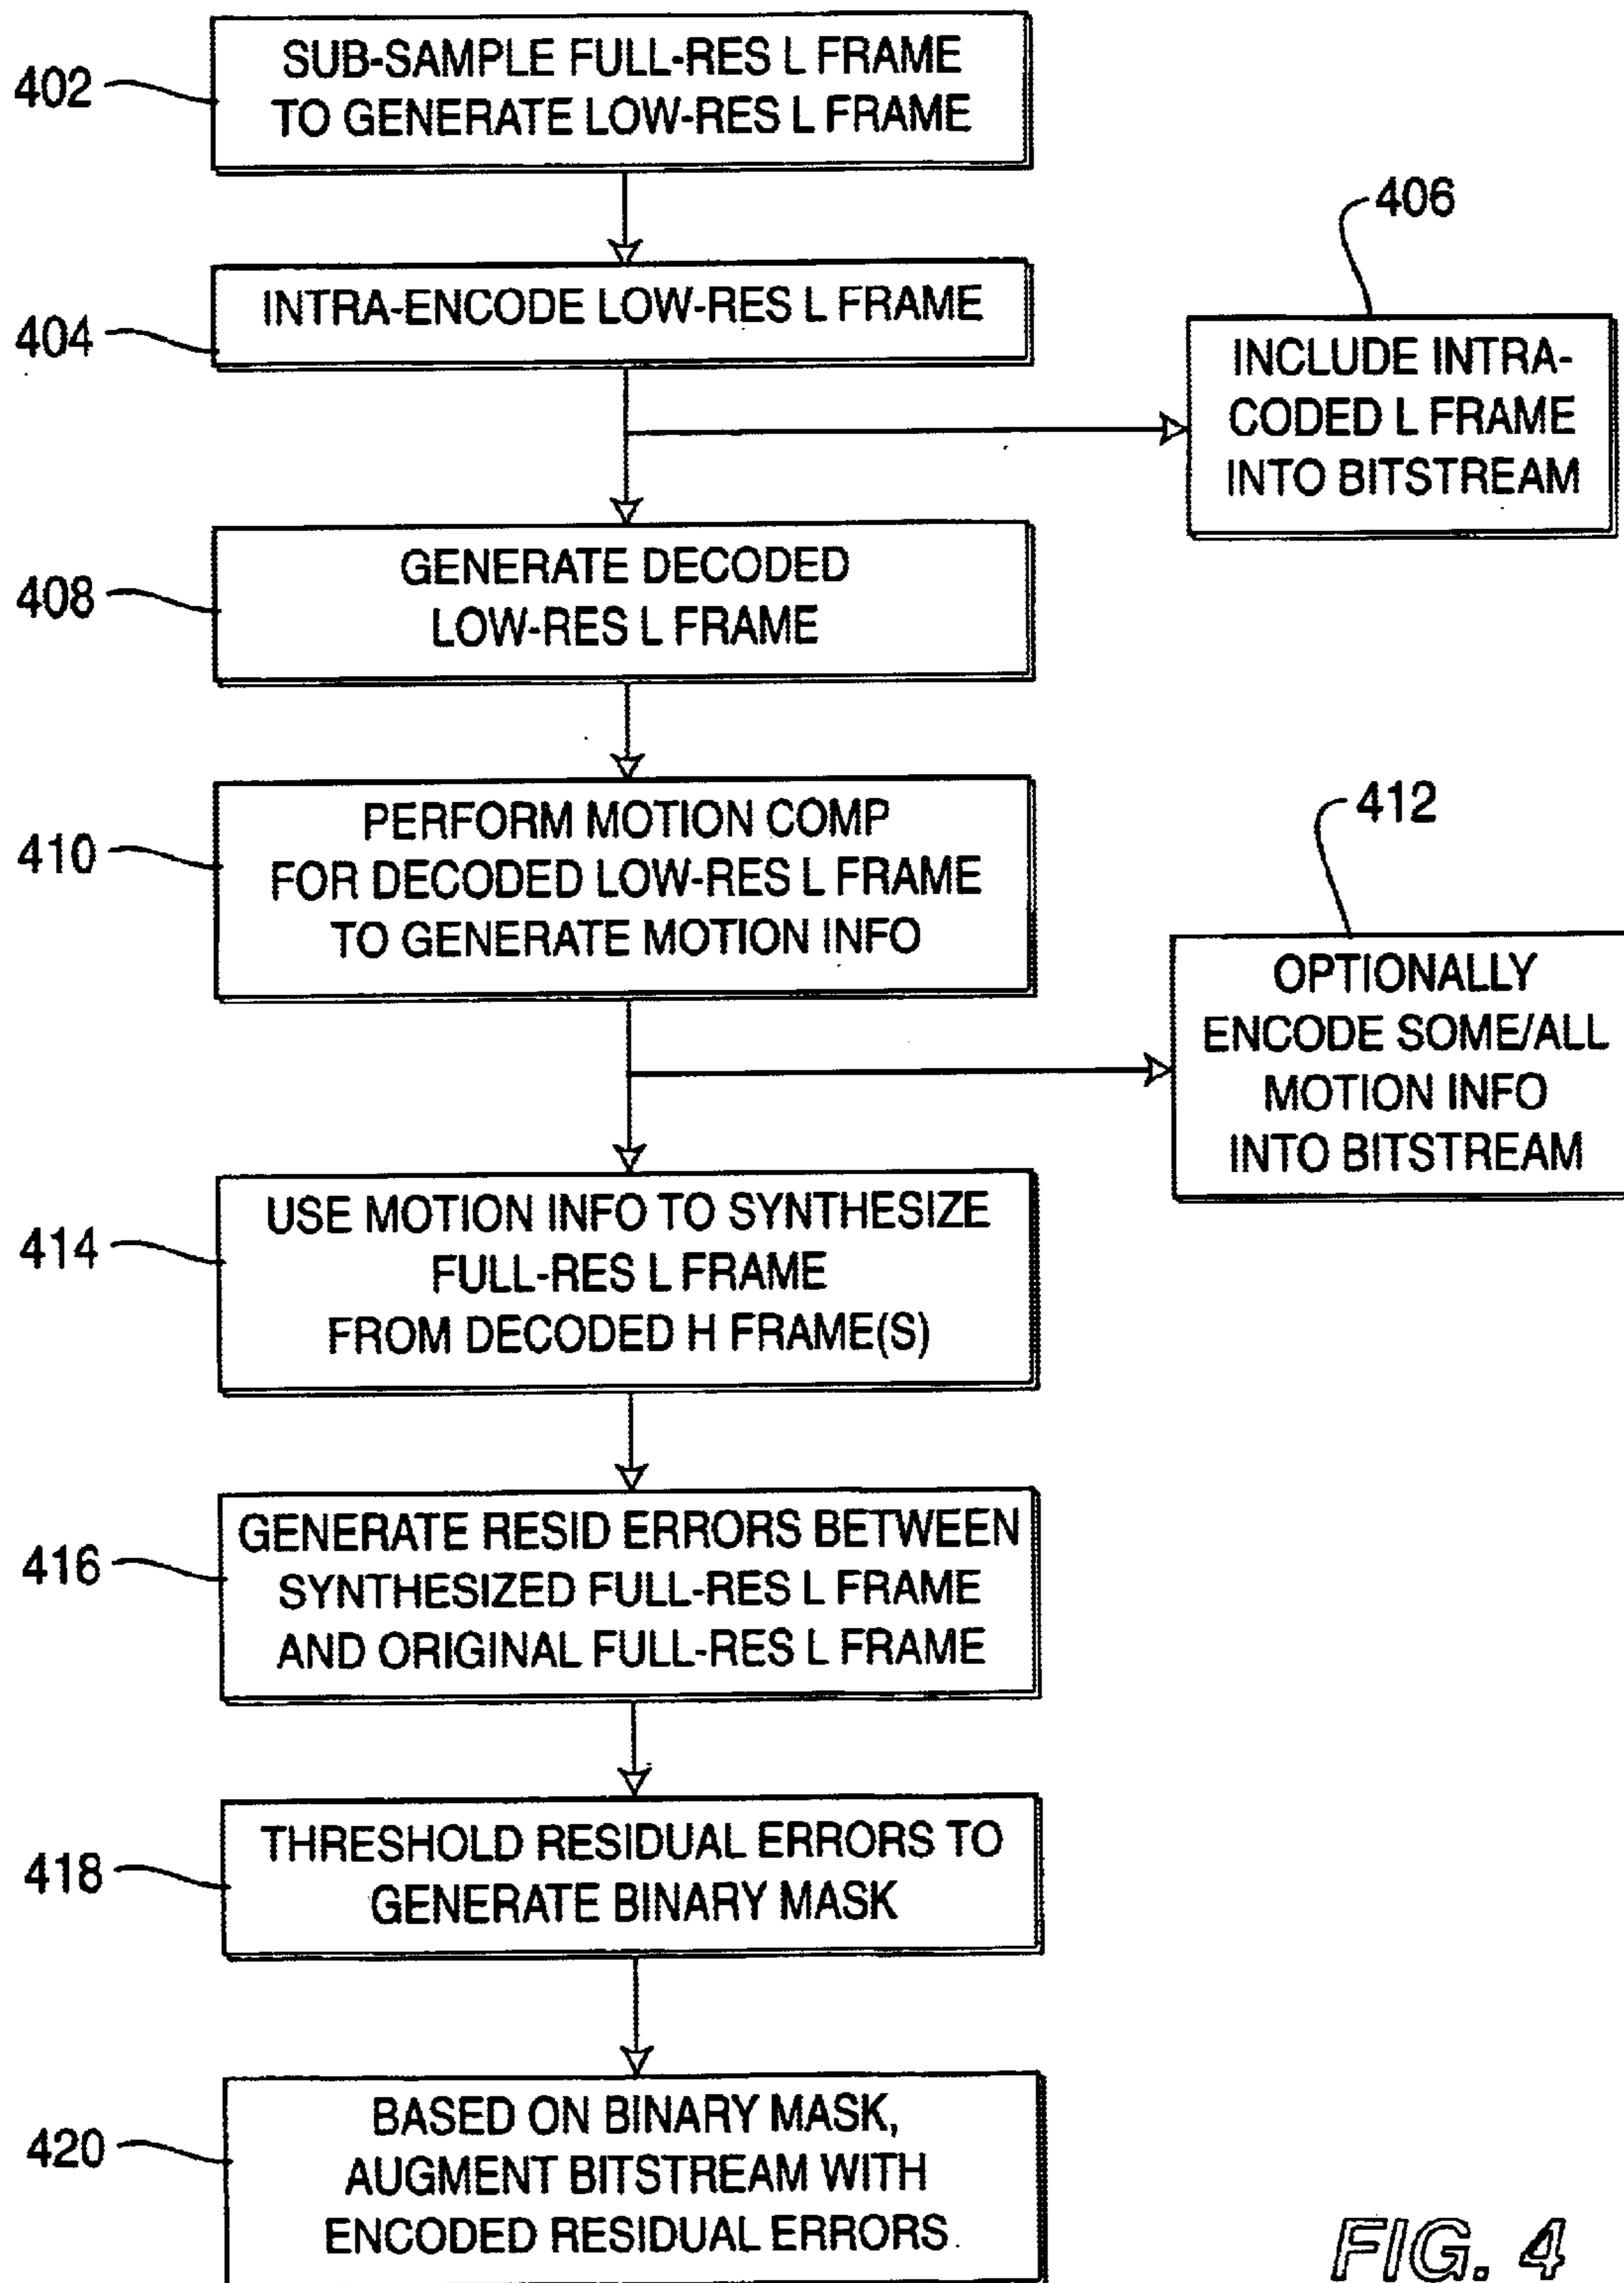 402
SUB-SAMPLE FULL-RES L FRAME
TO GENERATE LOW-RES L FRAME
404
INTRA-ENCODE LOW-RES L FRAME
406
INCLUDE INTRA-
CODED L FRAME
INTO BITSTREAM
408
GENERATE DECODED
LOW-RES L FRAME
410
PERFORM MOTION COMP
FOR DECODED LOW-RES L FRAME
TO GENERATE MOTION INFO
412
OPTIONALLY
ENCODE SOME/ALL
MOTION INFO
INTO BITSTREAM
414
USE MOTION INFO TO SYNTHESIZE
FULL-RES L FRAME
FROM DECODED H FRAME(S)
416
GENERATE RESID ERRORS BETWEEN
SYNTHESIZED FULL-RES L FRAME
AND ORIGINAL FULL-RES L FRAME
418
THRESHOLD RESIDUAL ERRORS TO
GENERATE BINARY MASK
420
BASED ON BINARY MASK,
AUGMENT BITSTREAM WITH
ENCODED RESIDUAL ERRORS
FIG. 4